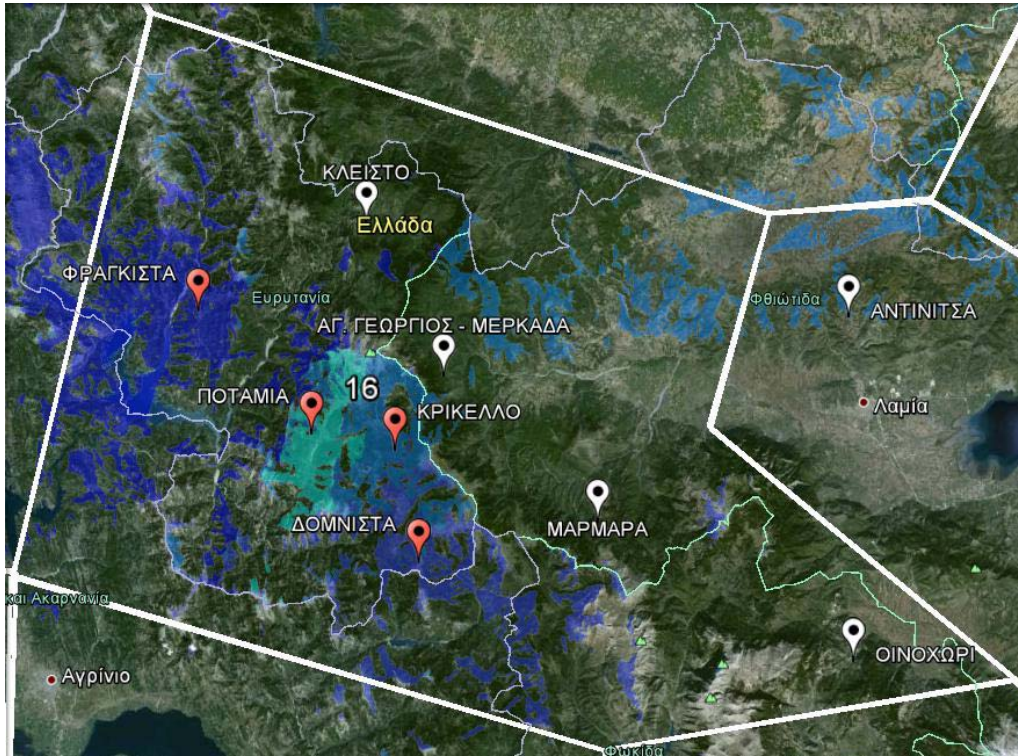 ΚΛΕΙΣΤΟ
Ελλάδα
ΦΡΑΓΚΙΣΤΑ
Ευρυτανία
Φθιώτιδα
ΑΝΤΙΝΙΤΣΑ
ΑΓ. ΓΕΩΡΓΙΟΣ - ΜΕΡΚΑΔΑ
16
ΠΟΤΑΜΙΑ
ΚΡΙΚΕΛΛΟ
Λαμία
ΜΑΡΜΑΡΑ
ΔΟΜΝΙΣΤΑ
και Ακαρνανία
ΟΙΝΟΧΩΡΙ
Αγρίνιο
Φωκίδα